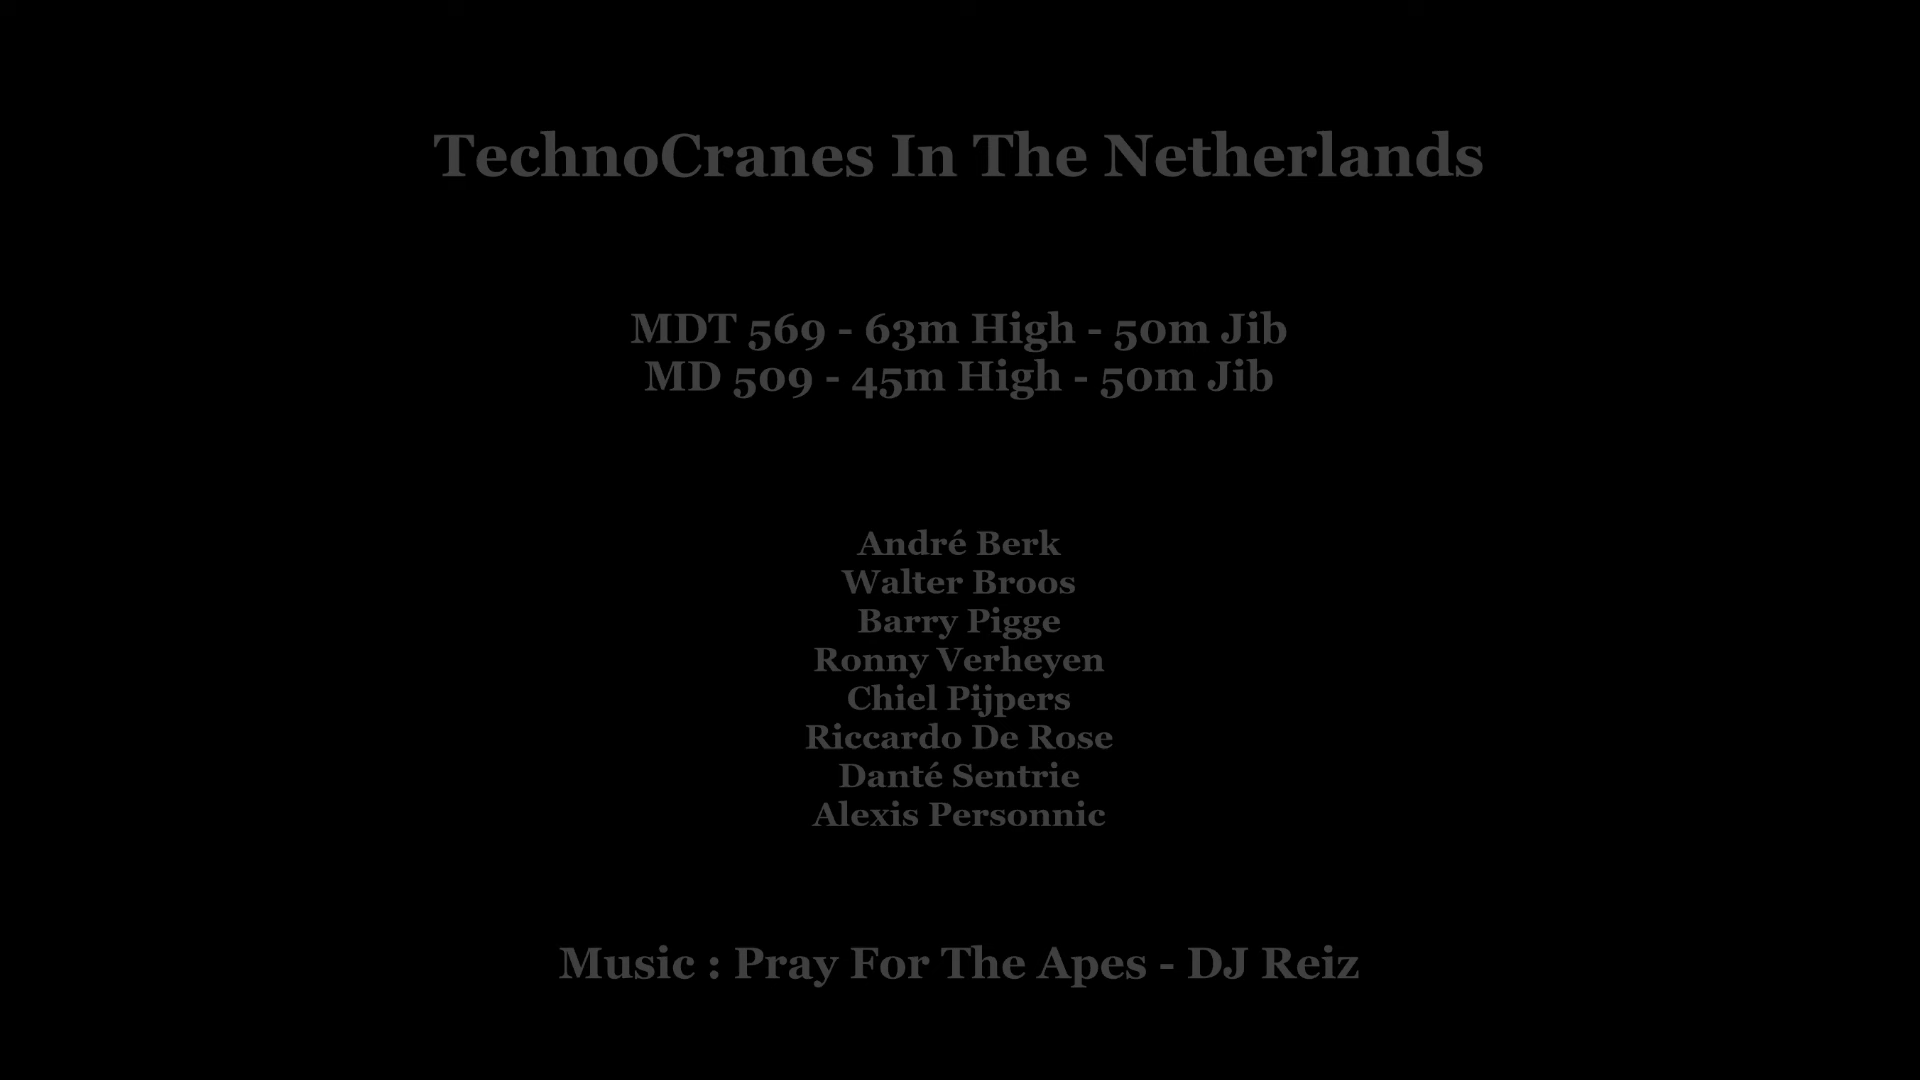 TechnoCranes In The Netherlands
MDT 569 - 63m High - 50m Jib
MD 509 - 45m High - 50m Jib
André Berk
Walter Broos
Barry Pigge
Ronny Verheyen
Chiel Pijpers
Riccardo De Rose
Danté Sentrie
Alexis Personnic
Music : Pray For The Apes - DJ Reiz